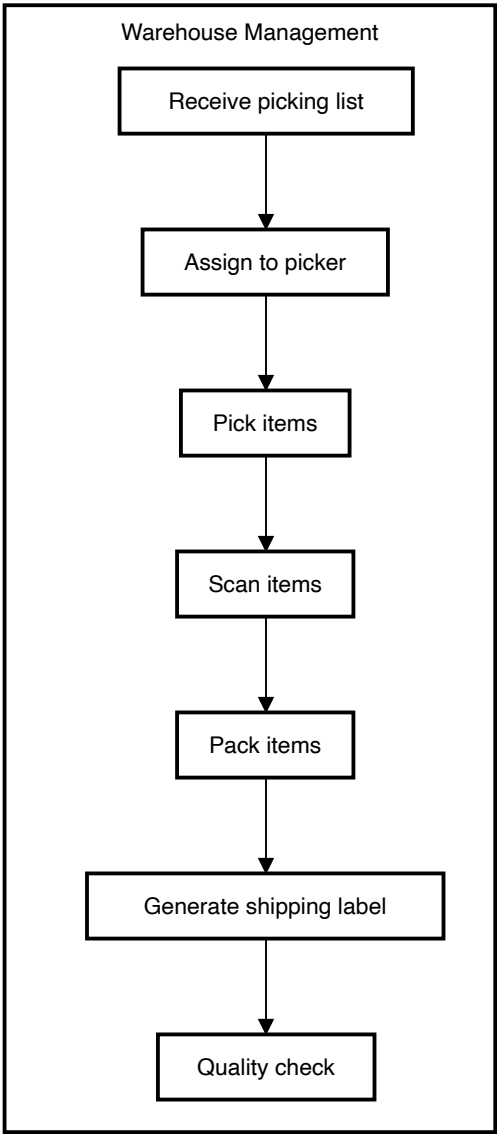 Warehouse Management
Receive picking list
Assign to picker
Pick items
Scan items
Pack items
Generate shipping label
Quality check